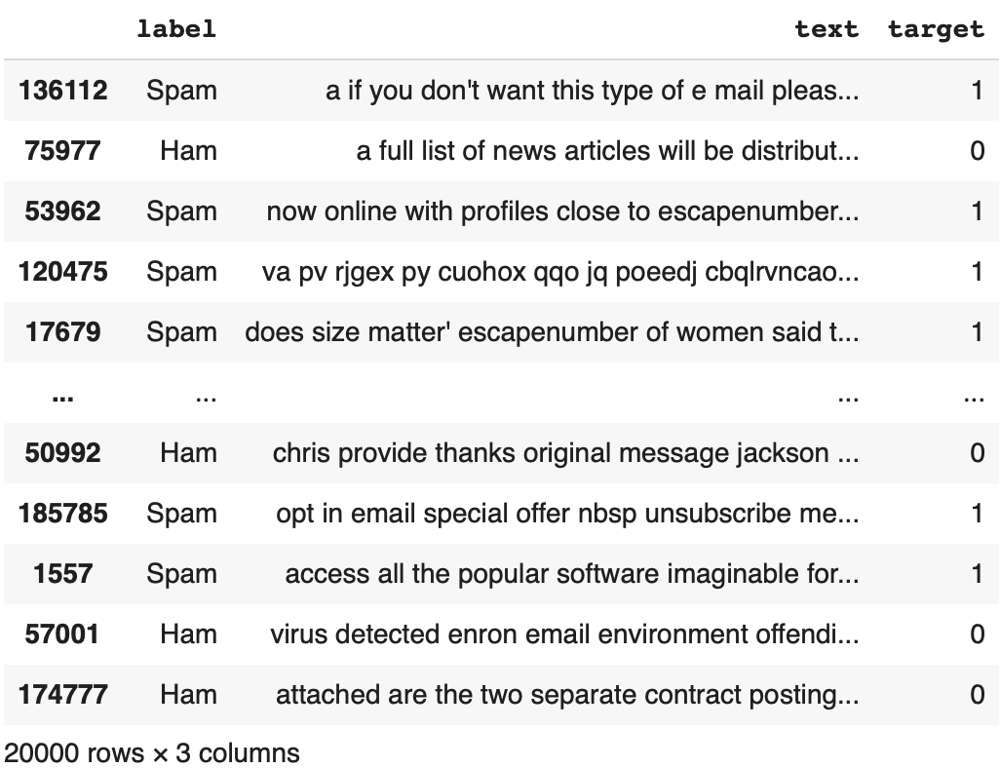 label text target
136112 Spam a if you don't want this type of e mail pleas... 1
75977 Ham a full list of news articles will be distribut... 0
53962 Spam now online with profiles close to escapenumber... 1
120475 Spam va pv rjgex py cuohox qqo jq poeedj cbqlrvncao... 1
17679 Spam does size matter' escapenumber of women said t... 1
... ... ... ...
50992 Ham chris provide thanks original message jackson ... 0
185785 Spam opt in email special offer nbsp unsubscribe me... 1
1557 Spam access all the popular software imaginable for... 1
57001 Ham virus detected enron email environment offendi... 0
174777 Ham attached are the two separate contract posting... 0
20000 rows × 3 columns